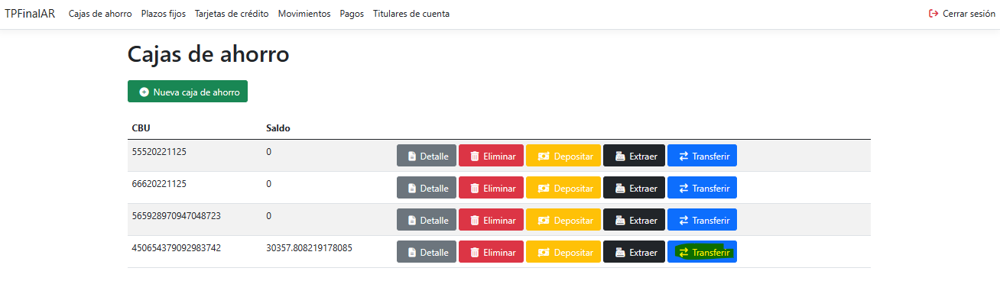 TPFinalAR Cajas de ahorro Plazos fijos Tarjetas de crédito Movimientos Pagos Titulares de cuenta Cerrar sesión
Cajas de ahorro
Nueva caja de ahorro
CBU Saldo
55520221125 0 Detalle Eliminar Depositar Extraer Transferir
66620221125 0 Detalle Eliminar Depositar Extraer Transferir
565928970947048723 0 Detalle Eliminar Depositar Extraer Transferir
450654379092983742 30357.808219178085 Detalle Eliminar Depositar Extraer Transferir